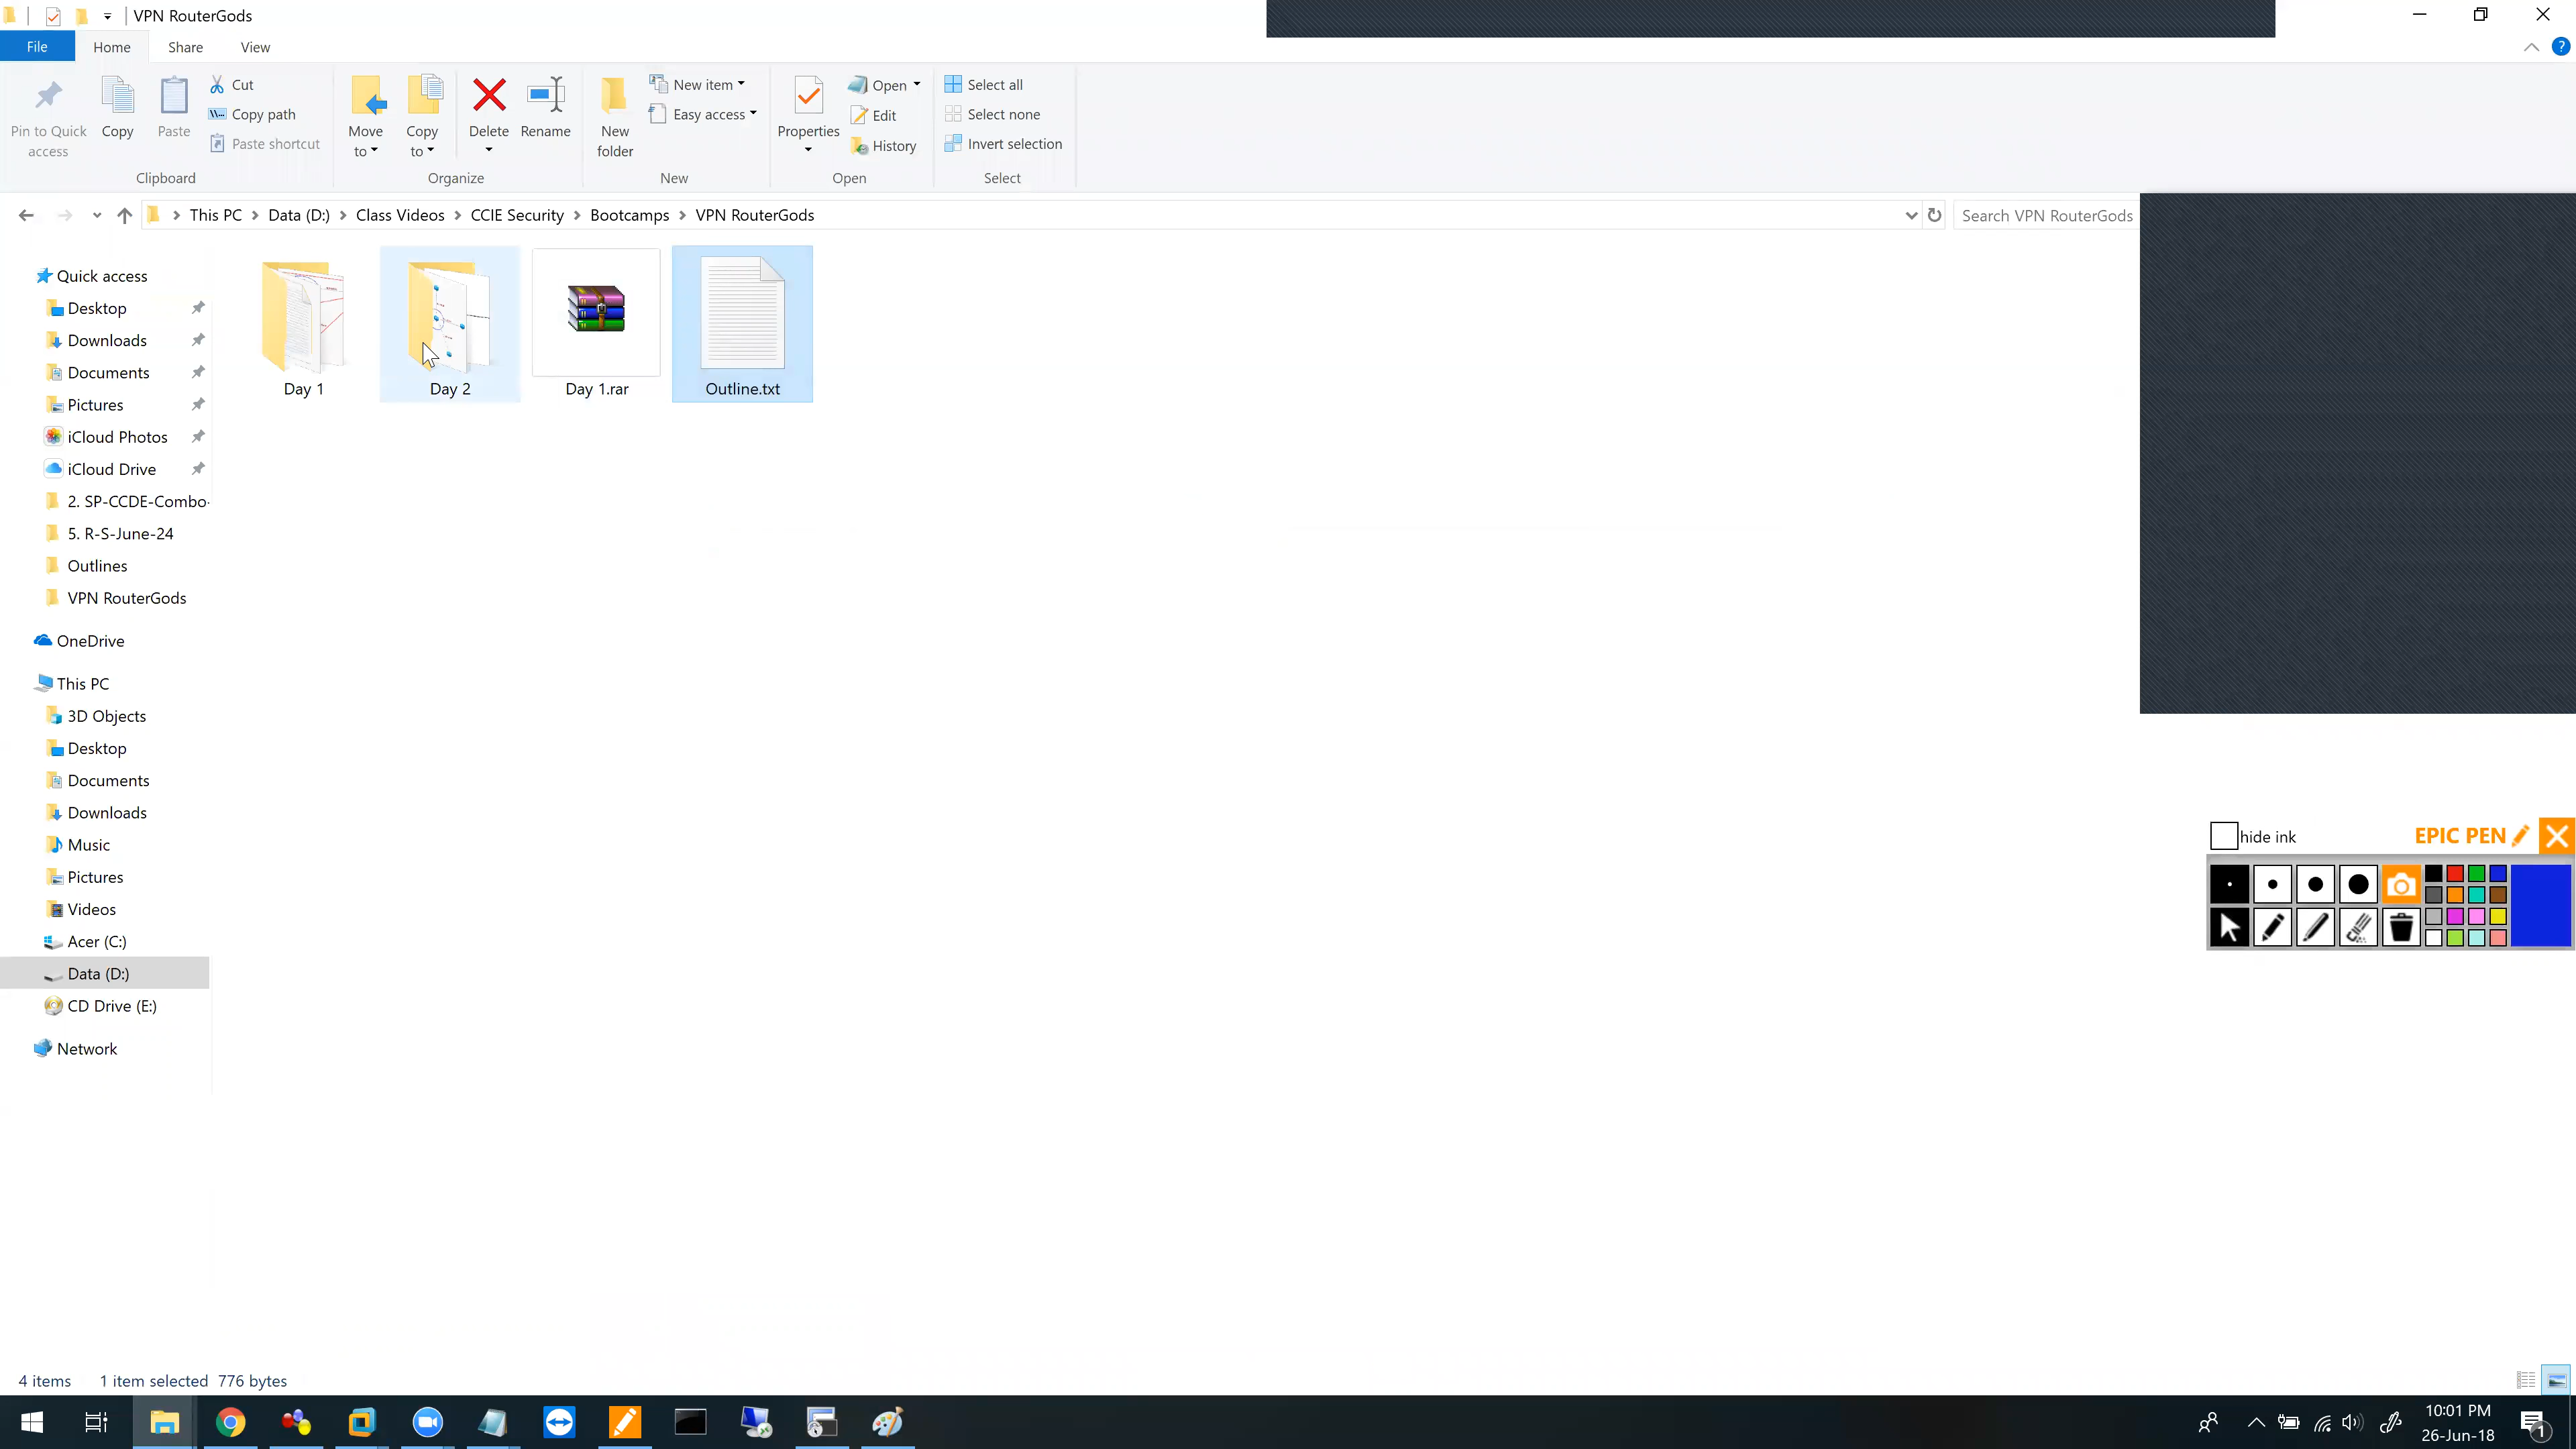 VPN RouterGods
File Home Share View
Pin to Quick access
Copy
Paste
Cut
Copy path
Paste shortcut
Clipboard
Move to
Copy to
Delete
Rename
Organize
New folder
New item
Easy access
New
Properties
Open
Edit
History
Open
Select all
Select none
Invert selection
Select
This PC Data (D:) Class Videos CCIE Security Bootcamps VPN RouterGods
Search VPN RouterGods
Quick access
Desktop
Downloads
Documents
Pictures
iCloud Photos
iCloud Drive
2. SP-CCDE-Combo-
5. R-S-June-24
Outlines
VPN RouterGods
OneDrive
This PC
3D Objects
Desktop
Documents
Downloads
Music
Pictures
Videos
Acer (C:)
Data (D:)
CD Drive (E:)
Network
Day 1
Day 2
Day 1.rar
Outline.txt
hide ink EPIC PEN
4 items 1 item selected 776 bytes
10:01 PM
26-Jun-18
1